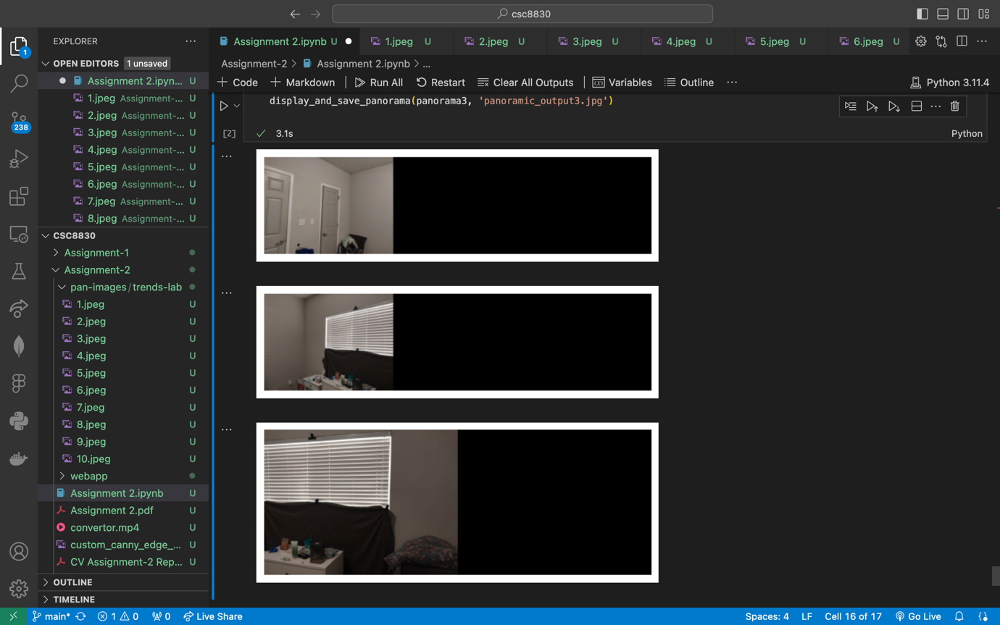 csc8830
EXPLORER
Assignment 2.ipynb U
1.jpeg U
2.jpeg U
3.jpeg U
4.jpeg U
5.jpeg U
6.jpeg U
OPEN EDITORS 1 unsaved
Assignment-2 > Assignment 2.ipynb > ...
Assignment 2.ipyn... U
Code Markdown Run All Restart Clear All Outputs Variables Outline ... Python 3.11.4
1.jpeg Assignment-... U
2.jpeg Assignment-... U
3.jpeg Assignment-... U
4.jpeg Assignment-... U
5.jpeg Assignment-... U
6.jpeg Assignment-... U
7.jpeg Assignment-... U
8.jpeg Assignment-... U
display_and_save_panorama(panorama3, 'panoramic_output3.jpg')
[2] 3.1s Python
1
238
CSC8830
Assignment-1
Assignment-2
pan-images/trends-lab
1.jpeg U
2.jpeg U
3.jpeg U
4.jpeg U
5.jpeg U
6.jpeg U
7.jpeg U
8.jpeg U
9.jpeg U
10.jpeg U
webapp
Assignment 2.ipynb U
Assignment 2.pdf U
convertor.mp4 U
custom_canny_edge_... U
CV Assignment-2 Rep... U
OUTLINE
TIMELINE
main* 1 0 0 Live Share Spaces: 4 LF Cell 16 of 17 Go Live